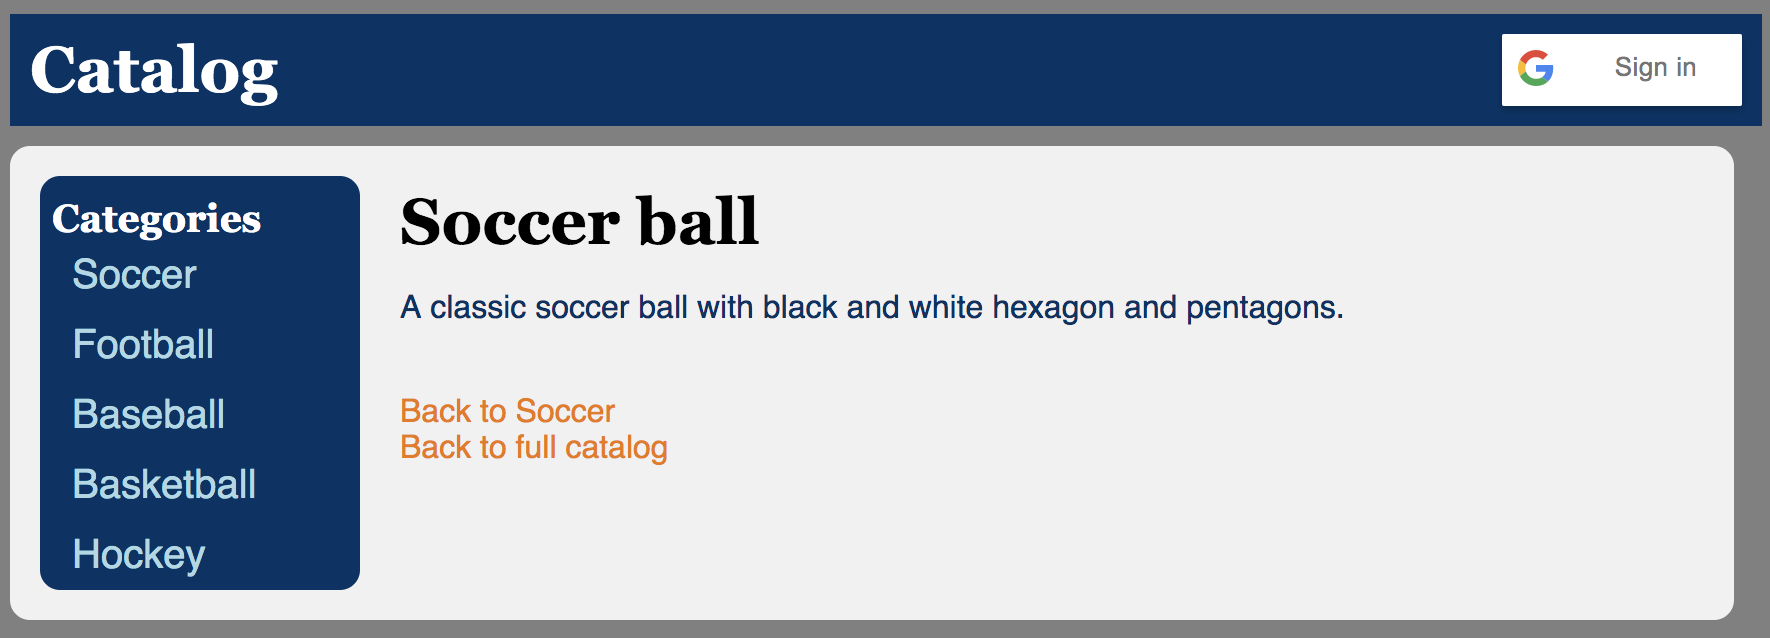 Catalog
Sign in
Categories
Soccer
Football
Baseball
Basketball
Hockey
Soccer ball
A classic soccer ball with black and white hexagon and pentagons.
Back to Soccer
Back to full catalog